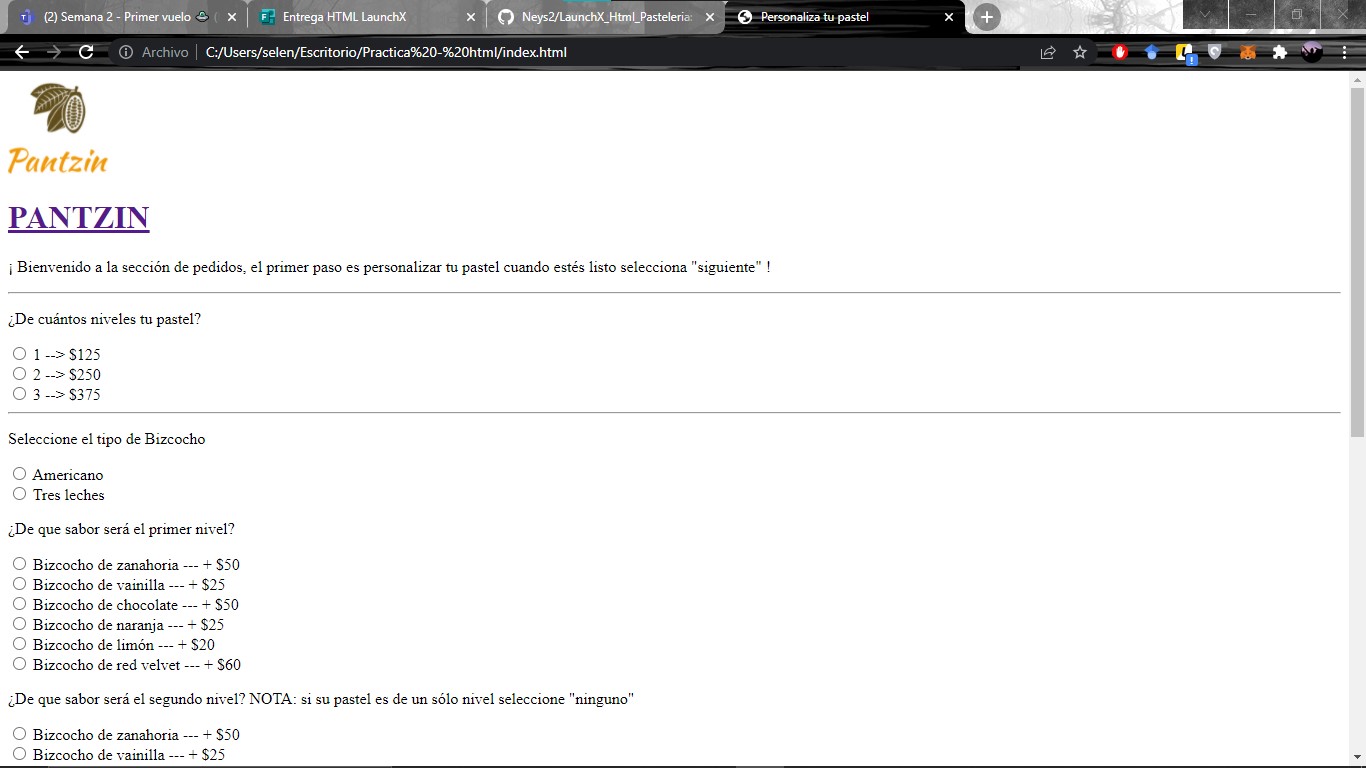 (2) Semana 2 - Primer vuelo
Entrega HTML LaunchX
Neys2/LaunchX_Html_Pasteleria:
Personaliza tu pastel
Archivo
C:/Users/selen/Escritorio/Practica%20-%20html/index.html
Pantzin
PANTZIN
¡ Bienvenido a la sección de pedidos, el primer paso es personalizar tu pastel cuando estés listo selecciona "siguiente" !
¿De cuántos niveles tu pastel?
1 --> $125
2 --> $250
3 --> $375
Seleccione el tipo de Bizcocho
Americano
Tres leches
¿De que sabor será el primer nivel?
Bizcocho de zanahoria --- + $50
Bizcocho de vainilla --- + $25
Bizcocho de chocolate --- + $50
Bizcocho de naranja --- + $25
Bizcocho de limón --- + $20
Bizcocho de red velvet --- + $60
¿De que sabor será el segundo nivel? NOTA: si su pastel es de un sólo nivel seleccione "ninguno"
Bizcocho de zanahoria --- + $50
Bizcocho de vainilla --- + $25